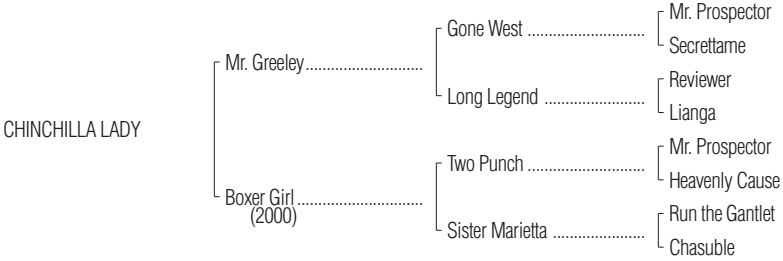 Mr. Prospector
Gone West ..............................
Secrettame
Mr. Greeley..............................
Reviewer
Long Legend ..........................
Lianga
CHINCHILLA LADY
Mr. Prospector
Two Punch ..............................
Heavenly Cause
Boxer Girl ................................
(2000)
Run the Gantlet
Sister Marietta ........................
Chasuble